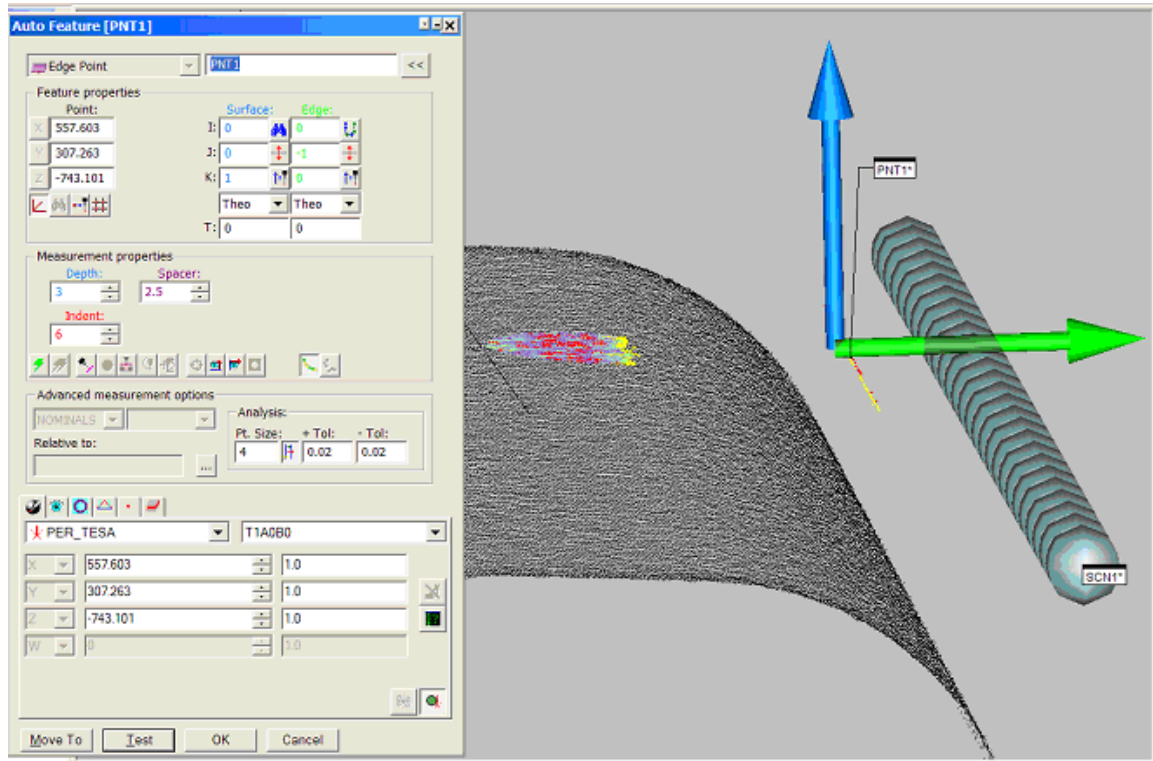 Auto Feature [PNT1]
Edge Point PNT1 <<
Feature properties
Point: Surface: Edge:
X 557.603 I: 0 0
Y 307.263 J: 0 -1
Z -743.101 K: 1 0
Theo Theo
T: 0 0
Measurement properties
Depth: Spacer:
3 2.5
Indent:
6
Advanced measurement options
NOMINALS
Analysis:
Pt. Size: + Tol: - Tol:
4 0.02 0.02
Relative to:
...
PER_TESA T1A0B0
X 557.603 1.0
Y 307.263 1.0
Z -743.101 1.0
W 0 1.0
Move To Test OK Cancel
PNT1*
SCN1*